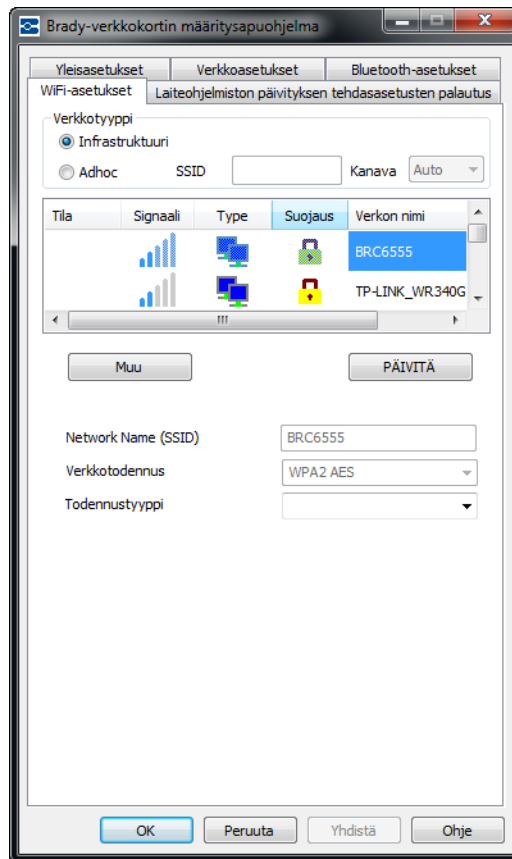 Brady-verkkokortin määritysapuohjelma
Yleisasetukset Verkkoasetukset Bluetooth-asetukset
WiFi-asetukset Laiteohjelmiston päivityksen tehdasasetusten palautus
Verkkotyyppi
Infrastruktuuri
Adhoc SSID Kanava Auto
Tila Signaali Type Suojaus Verkon nimi
BRC6555
TP-LINK_WR340G
Muu PÄIVITÄ
Network Name (SSID) BRC6555
Verkkotodennus WPA2 AES
Todennustyyppi
OK Peruuta Yhdistä Ohje